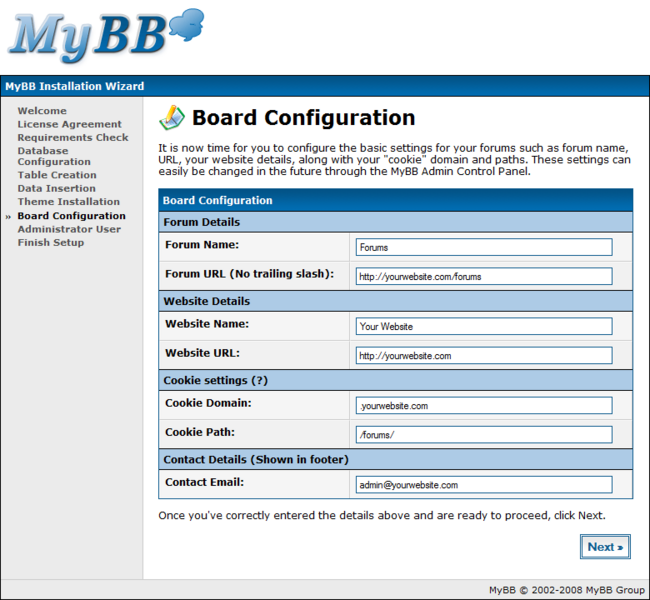 MyBB
MyBB Installation Wizard
Welcome
License Agreement
Requirements Check
Database
Configuration
Table Creation
Data Insertion
Theme Installation
» Board Configuration
Administrator User
Finish Setup
Board Configuration
It is now time for you to configure the basic settings for your forums such as forum name,
URL, your website details, along with your "cookie" domain and paths. These settings can
easily be changed in the future through the MyBB Admin Control Panel.
Board Configuration
Forum Details
Forum Name: Forums
Forum URL (No trailing slash): http://yourwebsite.com/forums
Website Details
Website Name: Your Website
Website URL: http://yourwebsite.com
Cookie settings (?)
Cookie Domain: .yourwebsite.com
Cookie Path: /forums/
Contact Details (Shown in footer)
Contact Email: admin@yourwebsite.com
Once you've correctly entered the details above and are ready to proceed, click Next.
Next »
MyBB © 2002-2008 MyBB Group